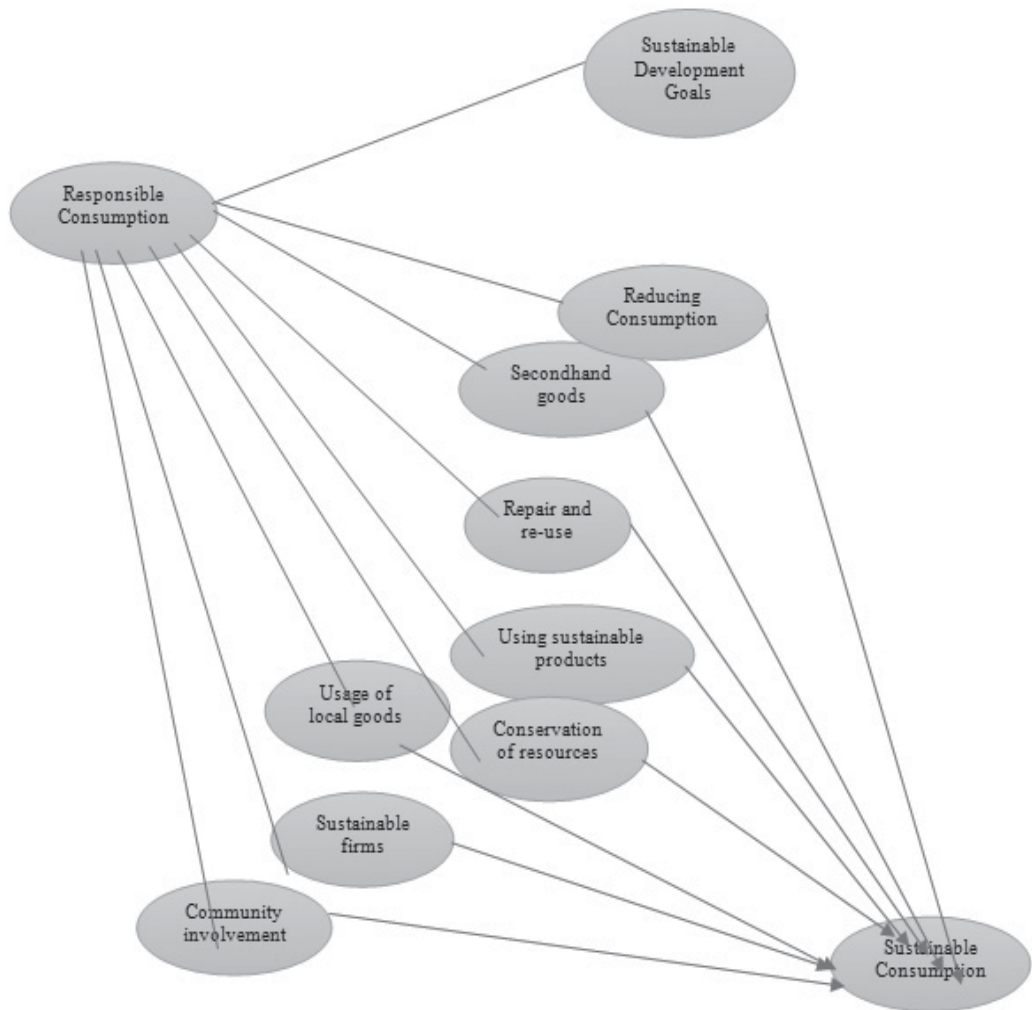 Sustainable
Development
Goals
Responsible
Consumption
Reducing
Consumption
Secondhand
goods
Repair and
re-use
Using sustainable
products
Usage of
local goods
Conservation
of resources
Sustainable
firms
Community
involvement
Sustainable
Consumption